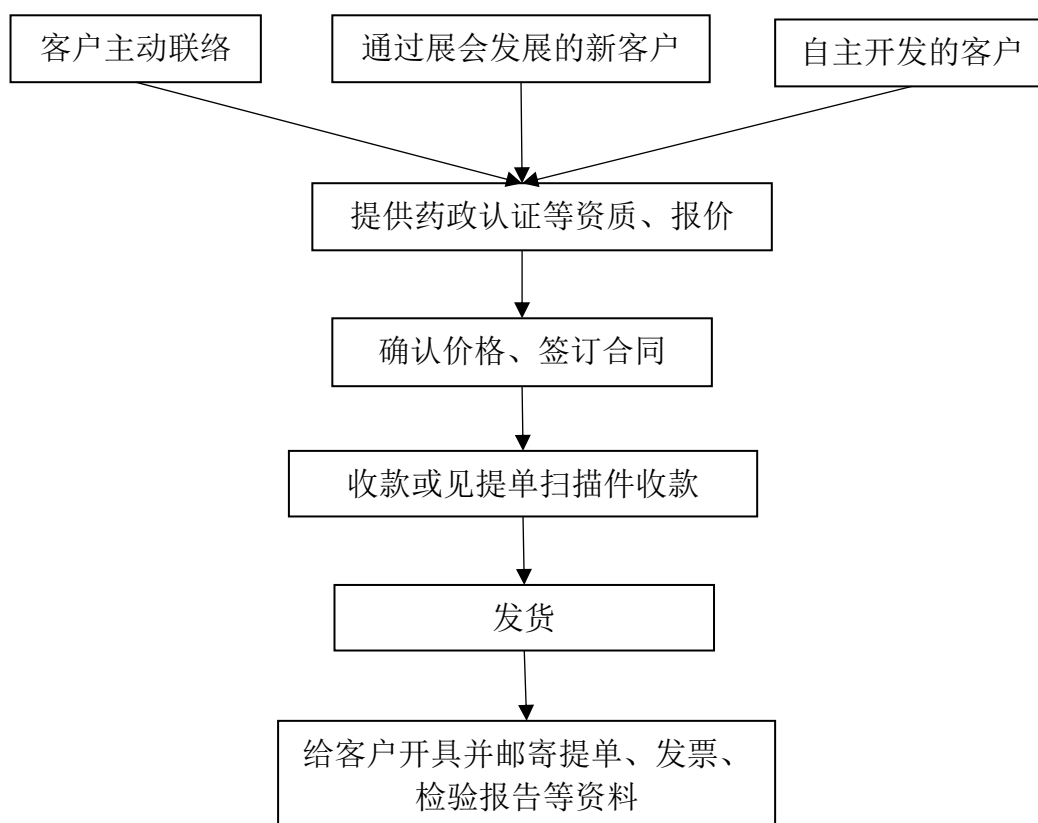 客户主动联络
通过展会发展的新客户
自主开发的客户
提供药政认证等资质、报价
确认价格、签订合同
收款或见提单扫描件收款
发货
给客户开具并邮寄提单、发票、
检验报告等资料